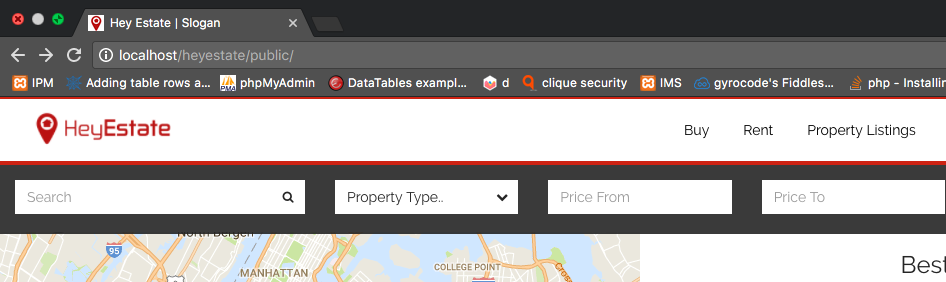 Hey Estate | Slogan
localhost/heyestate/public/
IPM Adding table rows a... phpMyAdmin DataTables exampl... d clique security IMS gyrocode's Fiddles... php - Installin
HeyEstate Buy Rent Property Listings
Search Property Type.. Price From Price To
North Bergen
95
MANHATTAN
COLLEGE POINT
Cross
9
Best